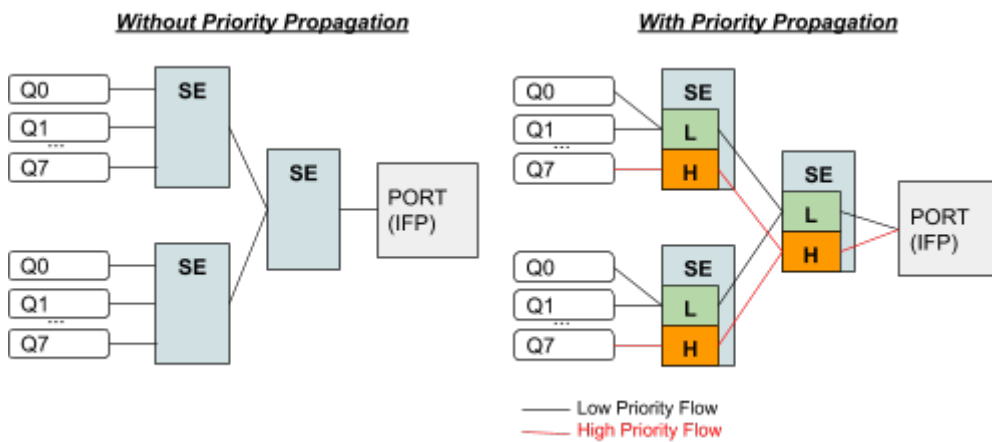 Without Priority Propagation
Q0
Q1
...
Q7
SE
Q0
Q1
...
Q7
SE
SE
PORT
(IFP)
With Priority Propagation
Q0
Q1
...
Q7
SE
L
H
Q0
Q1
...
Q7
SE
L
H
SE
L
H
PORT
(IFP)
Low Priority Flow
High Priority Flow